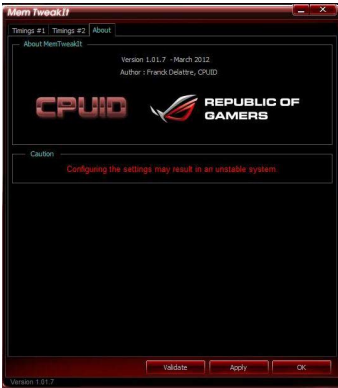 Mem TweakIt
Timings #1 Timings #2 About
About MemTweakIt
Version 1.01.7 - March 2012
Author : Franck Delattre, CPUID
CPUID
REPUBLIC OF
GAMERS
Caution
Configuring the settings may result in an unstable system
Validate Apply OK
Version 1.01.7